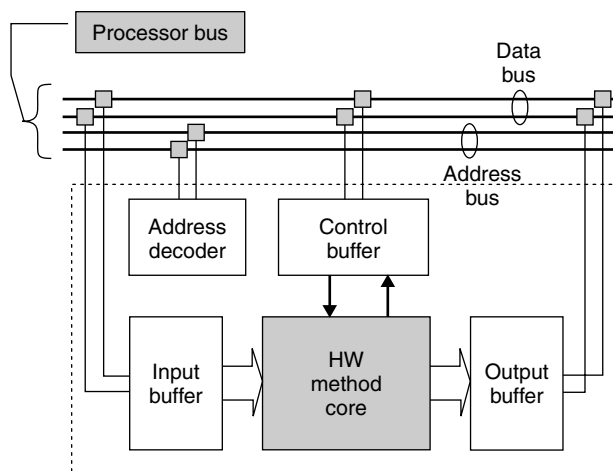 Processor bus
Data
bus
Address
bus
Address
decoder
Control
buffer
Input
buffer
HW
method
core
Output
buffer